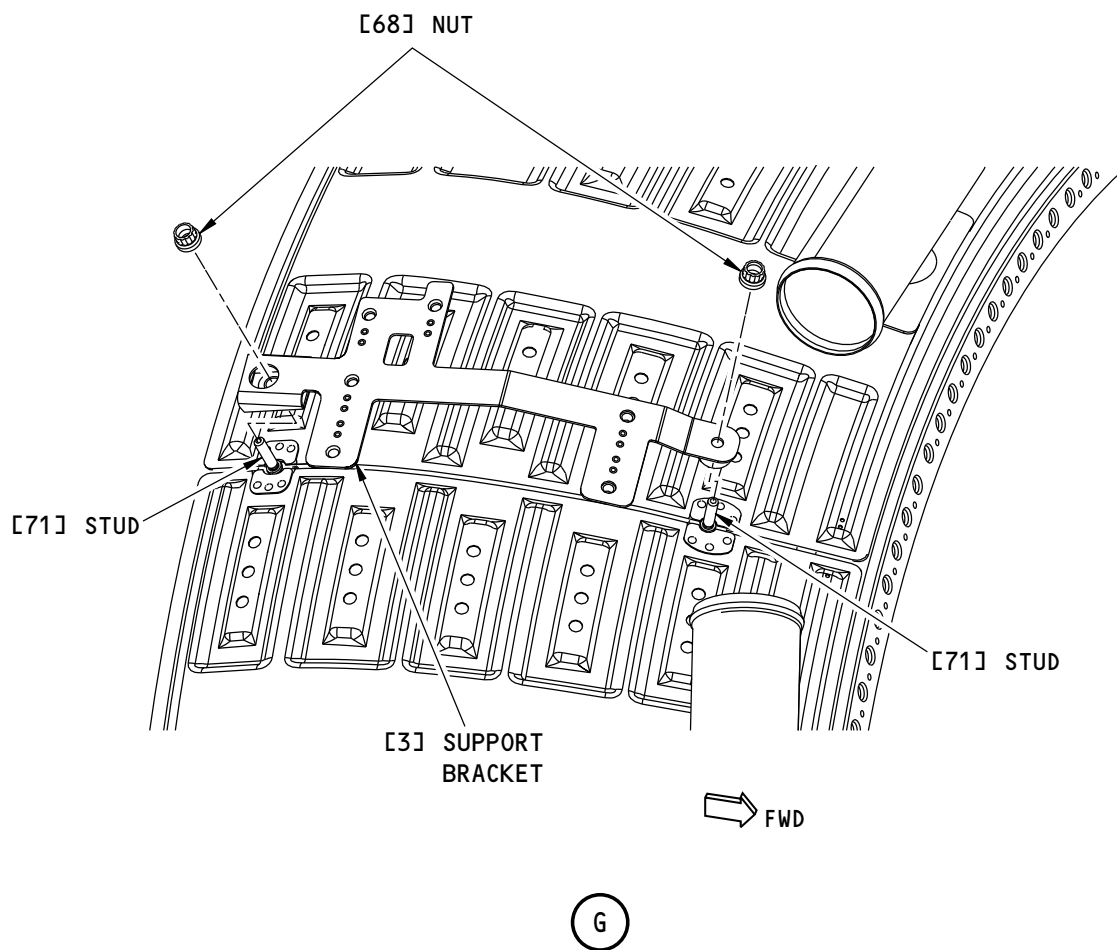 [68] NUT
[71] STUD
[71] STUD
[3] SUPPORT
BRACKET
FWD
G